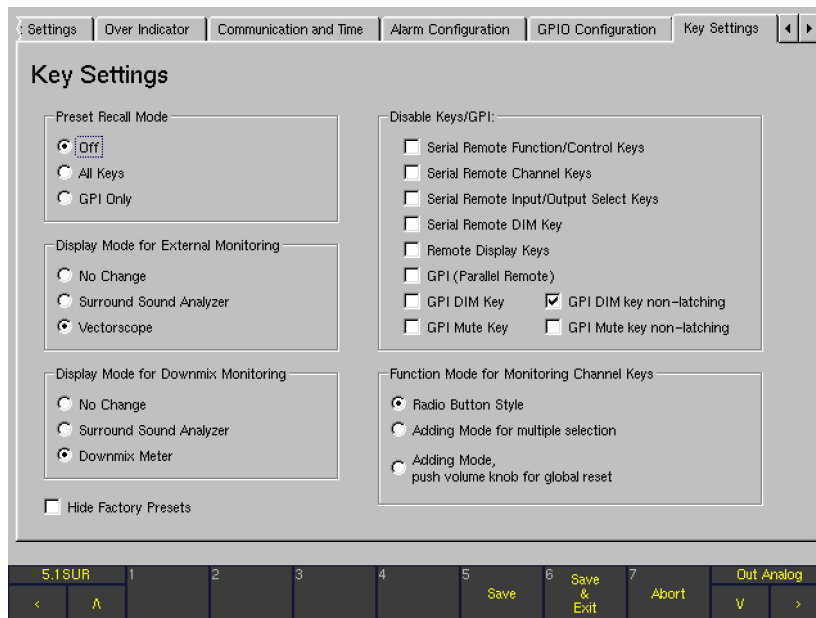 : Settings
Over Indicator
Communication and Time
Alarm Configuration
GPIO Configuration
Key Settings
Key Settings
Preset Recall Mode
Off
All Keys
GPI Only
Display Mode for External Monitoring
No Change
Surround Sound Analyzer
Vectorscope
Display Mode for Downmix Monitoring
No Change
Surround Sound Analyzer
Downmix Meter
Hide Factory Presets
Disable Keys/GPI:
Serial Remote Function/Control Keys
Serial Remote Channel Keys
Serial Remote Input/Output Select Keys
Serial Remote DIM Key
Remote Display Keys
GPI (Parallel Remote)
GPI DIM Key
GPI DIM key non-latching
GPI Mute Key
GPI Mute key non-latching
Function Mode for Monitoring Channel Keys
Radio Button Style
Adding Mode for multiple selection
Adding Mode,
push volume knob for global reset
5.1SUR
< Λ
1
2
3
4
5
Save
6
Save
&
Exit
7
Abort
Out Analog
V >